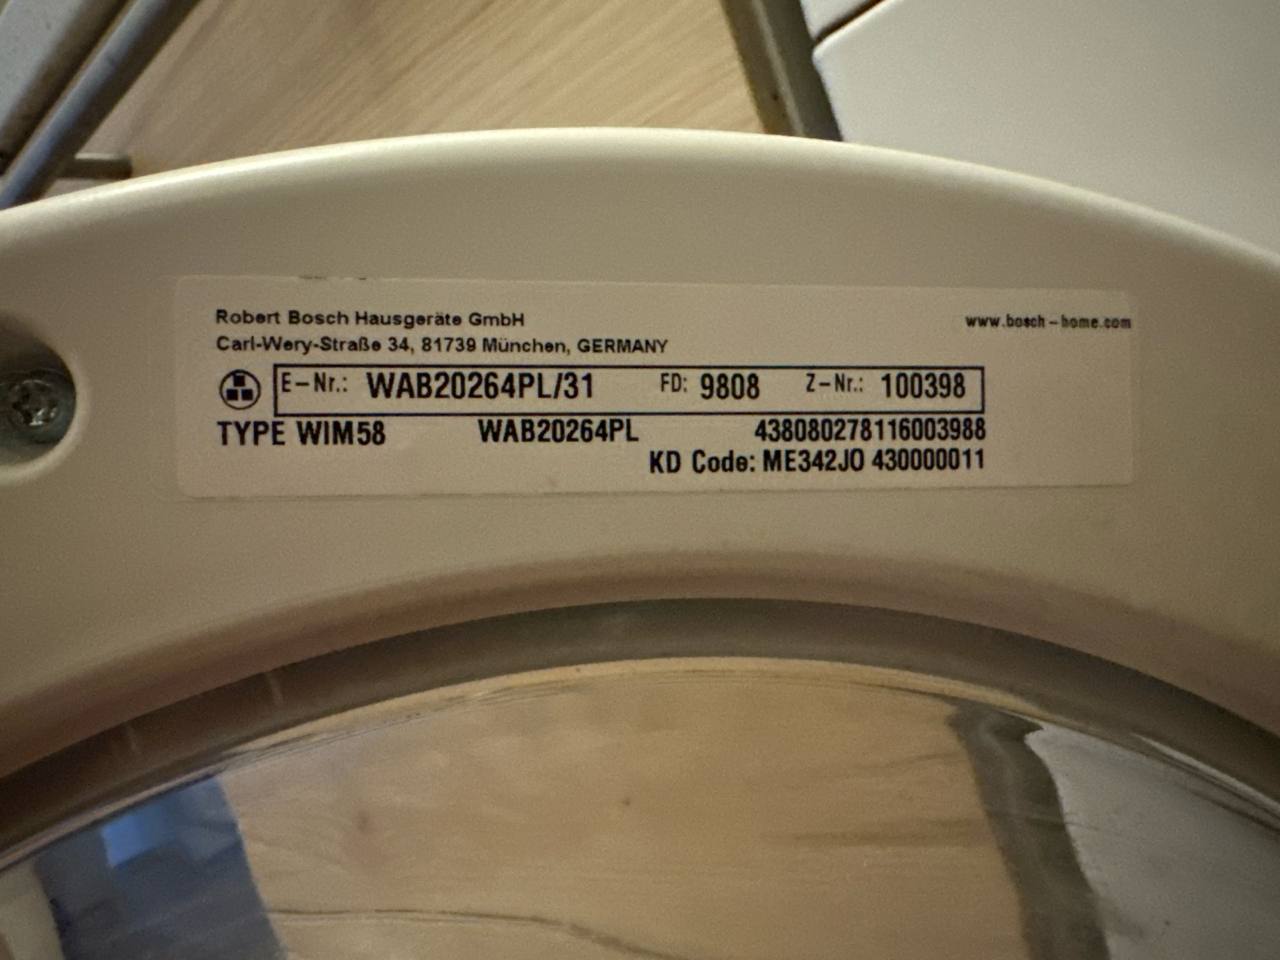 Robert Bosch Hausgeräte GmbH
www.bosch-home.com
Carl-Wery-Straße 34, 81739 München, GERMANY
E-Nr.: WAB20264PL/31 FD: 9808 Z-Nr.: 100398
TYPE WIM58 WAB20264PL 438080278116003988
KD Code: ME342JO 430000011